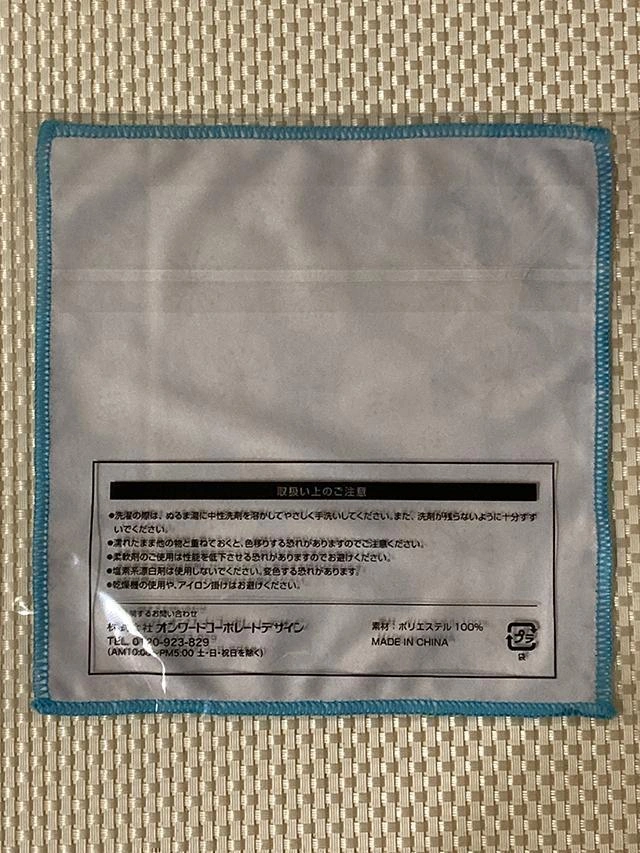 取扱い上のご注意
●洗濯の際は、ぬるま湯に中性洗剤を溶かしてやさしく手洗いしてください。また、洗剤が残らないように十分すす
いでください。
●濡れたまま他の物と重ねておくと、色移りする恐れがありますのでご注意ください。
●柔軟剤のご使用は性能を低下させる恐れがありますのでお避けください。
●塩素系漂白剤は使用しないでください。変色する恐れがあります。
●乾燥機の使用や、アイロン掛けはお避けください。
関するお問い合わせ
株式会社 オンワードコーポレートデザイン
TEL. 0120-923-829
(AM10:00~PM5:00 土・日・祝日を除く)
素材：ポリエステル 100%
MADE IN CHINA
プラ
袋